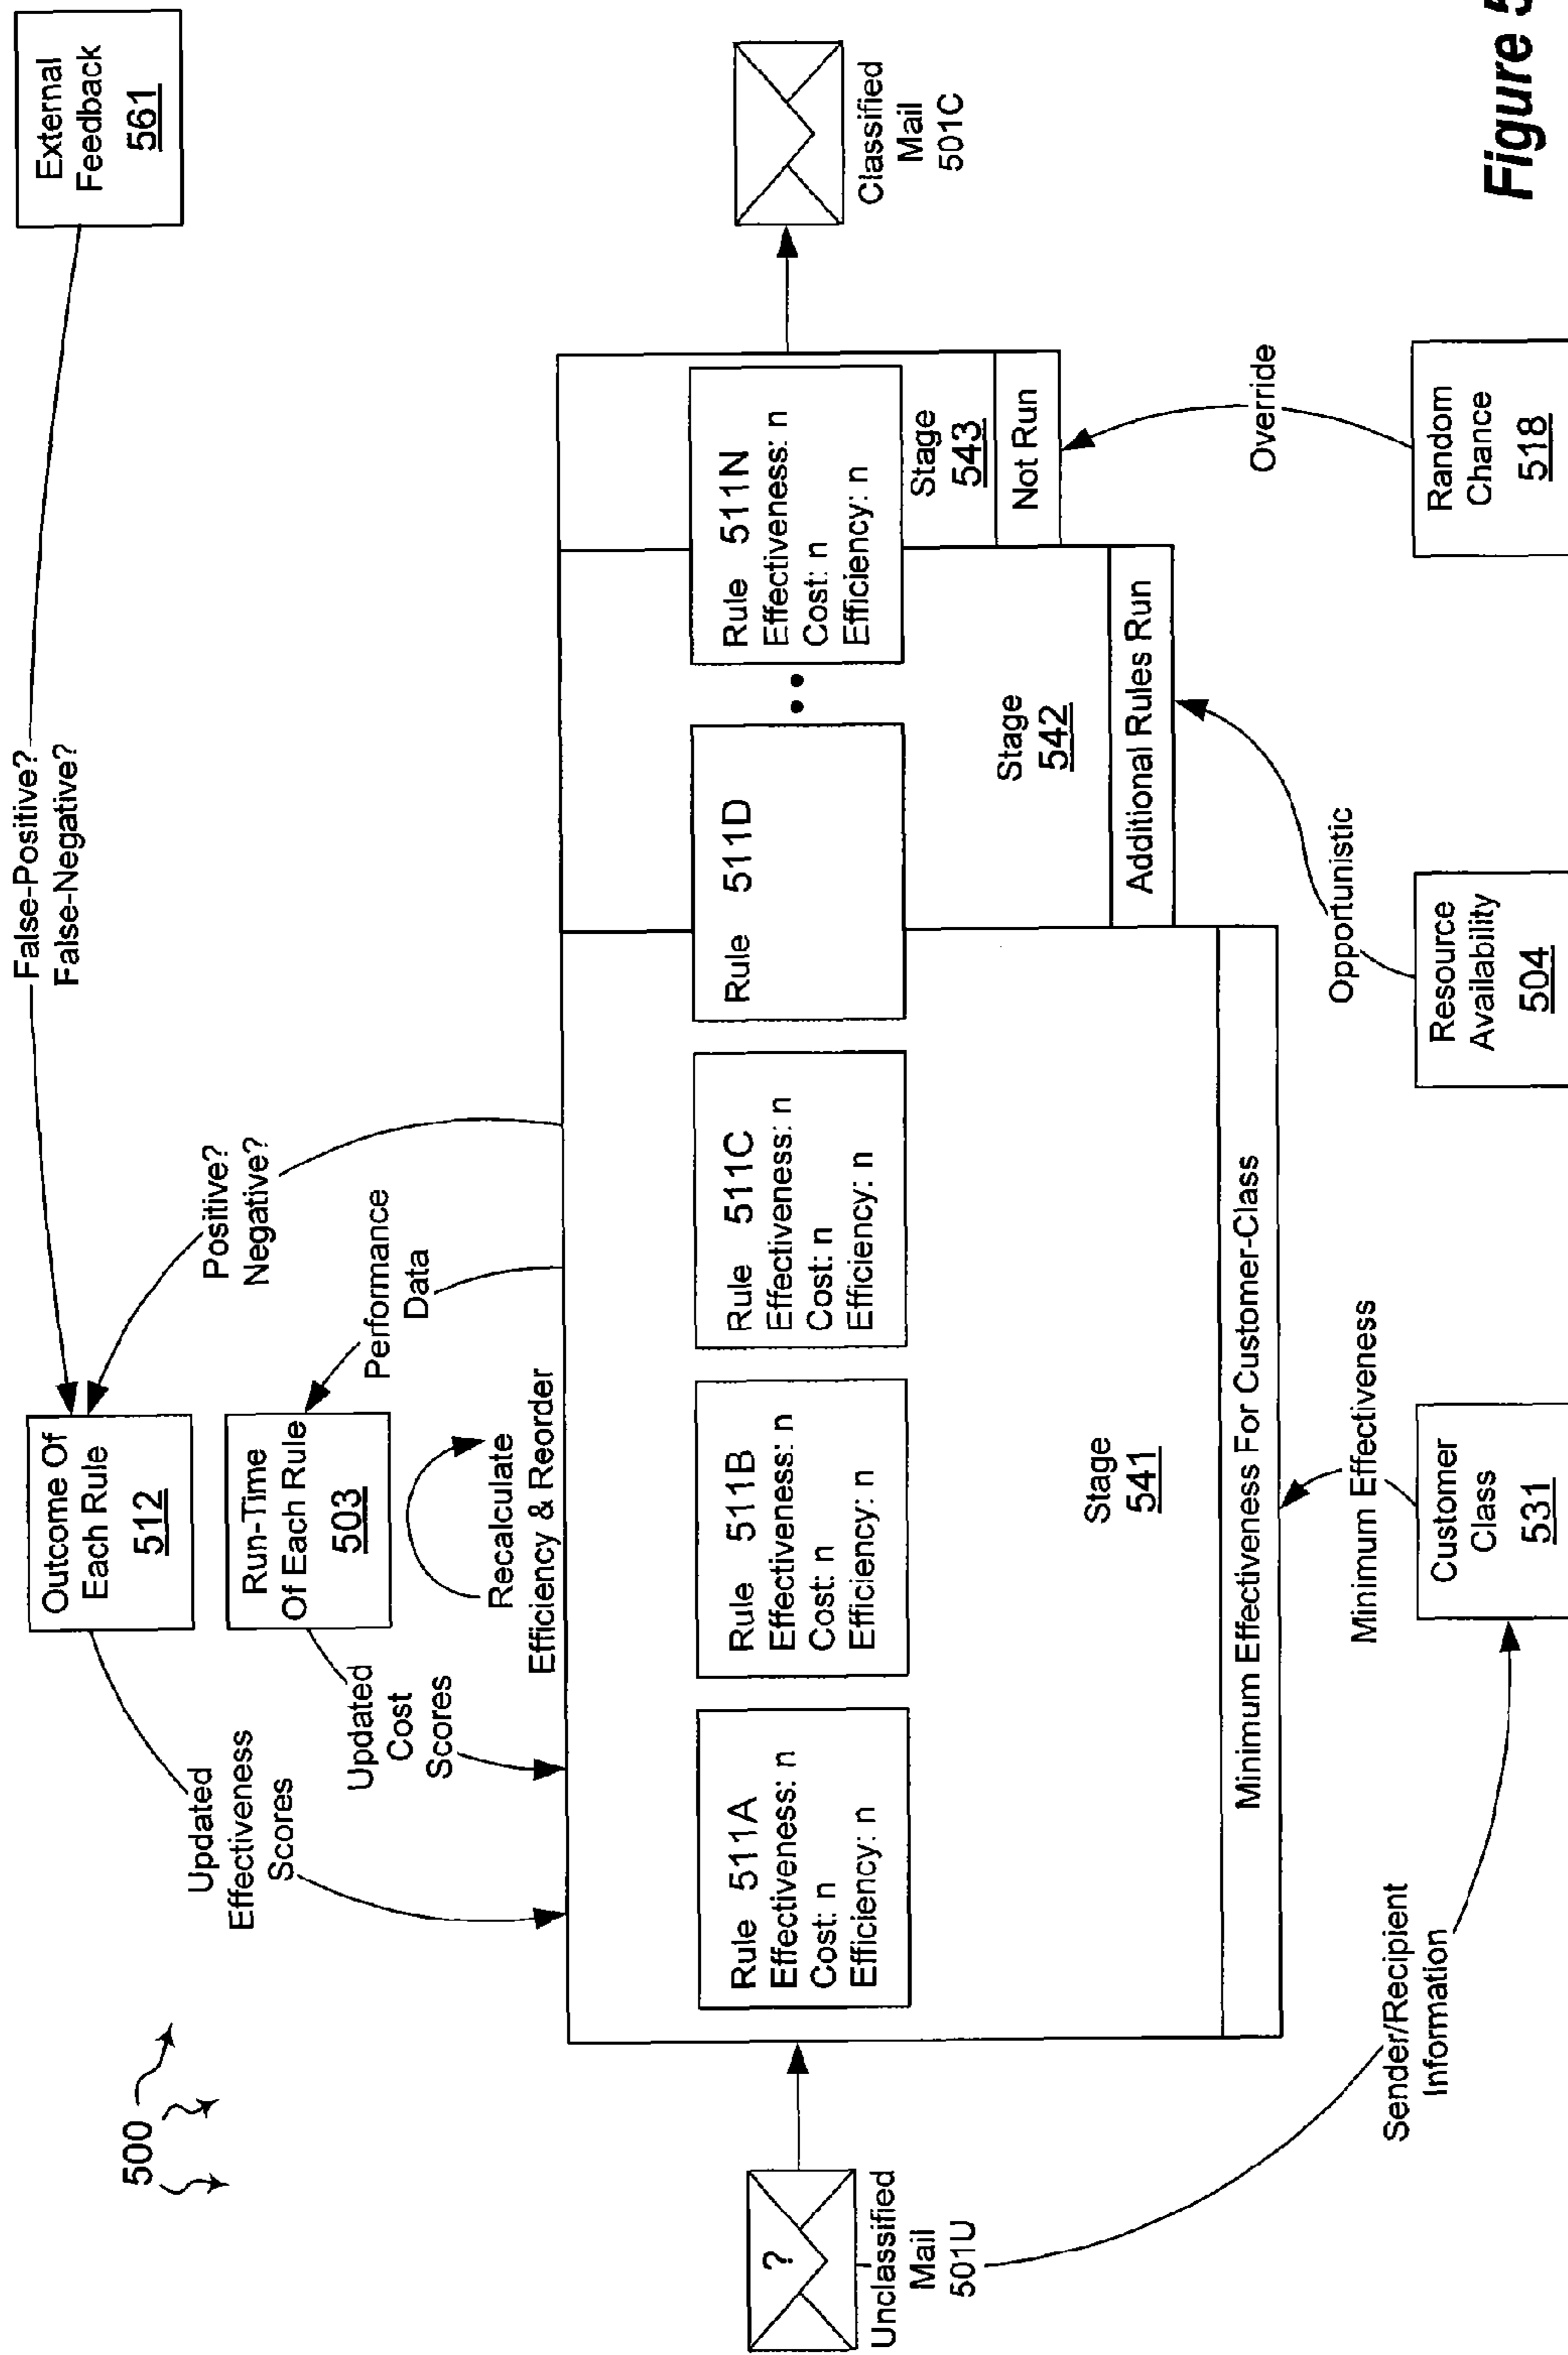 500
Outcome Of
Each Rule
512
False-Positive?
False-Negative?
External
Feedback
561
Run-Time
Of Each Rule
503
Positive?
Negative?
Performance
Data
Updated
Effectiveness
Scores
Updated
Cost
Scores
Recalculate
Efficiency & Reorder
?
Unclassified
Mail
501U
Rule 511A
Effectiveness: n
Cost: n
Efficiency: n
Rule 511B
Effectiveness: n
Cost: n
Efficiency: n
Rule 511C
Effectiveness: n
Cost: n
Efficiency: n
Rule 511D
Rule 511N
Effectiveness: n
Cost: n
Efficiency: n
Classified
Mail
501C
Stage
541
Stage
542
Stage
543
Minimum Effectiveness For Customer-Class
Additional Rules Run
Not Run
Minimum Effectiveness
Opportunistic
Override
Sender/Recipient
Information
Customer
Class
531
Resource
Availability
504
Random
Chance
518
Figure 5